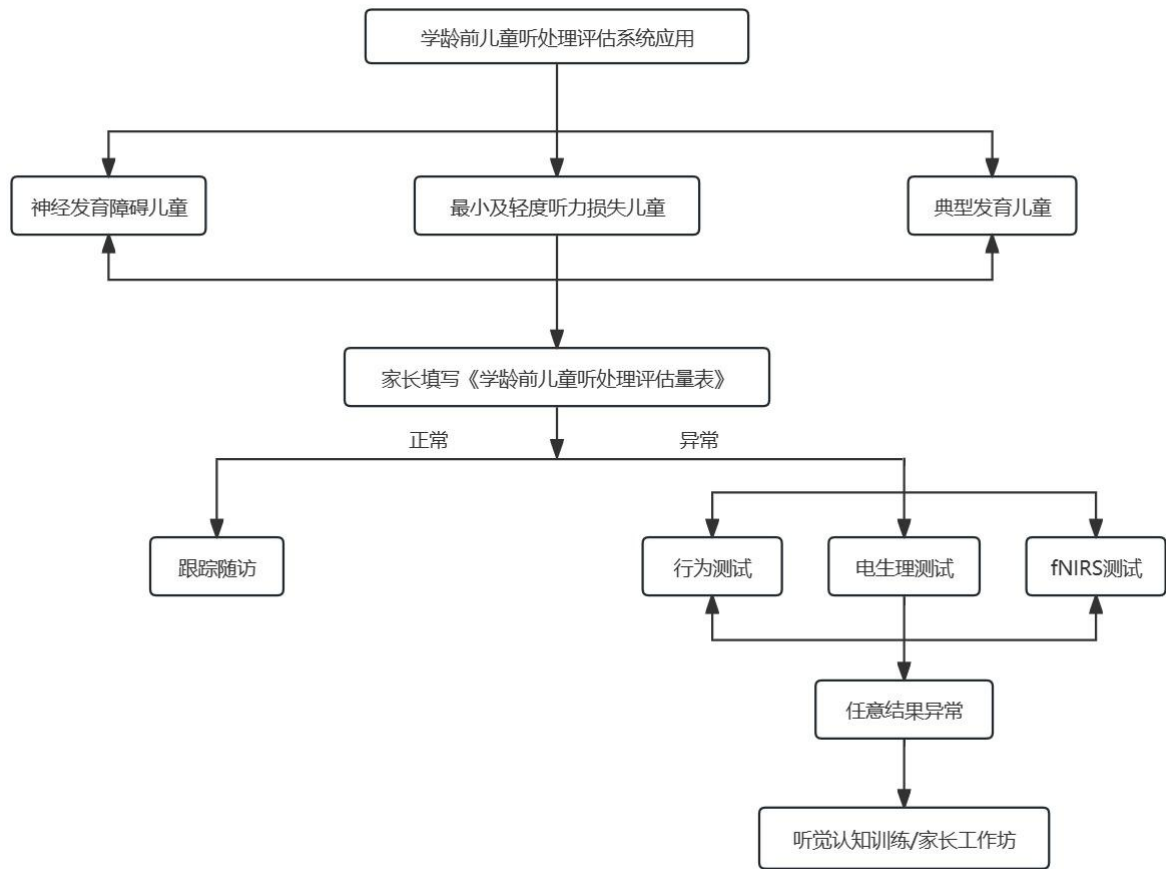 学龄前儿童听处理评估系统应用
神经发育障碍儿童
最小及轻度听力损失儿童
典型发育儿童
家长填写《学龄前儿童听处理评估量表》
正常
异常
跟踪随访
行为测试
电生理测试
fNIRS测试
任意结果异常
听觉认知训练/家长工作坊